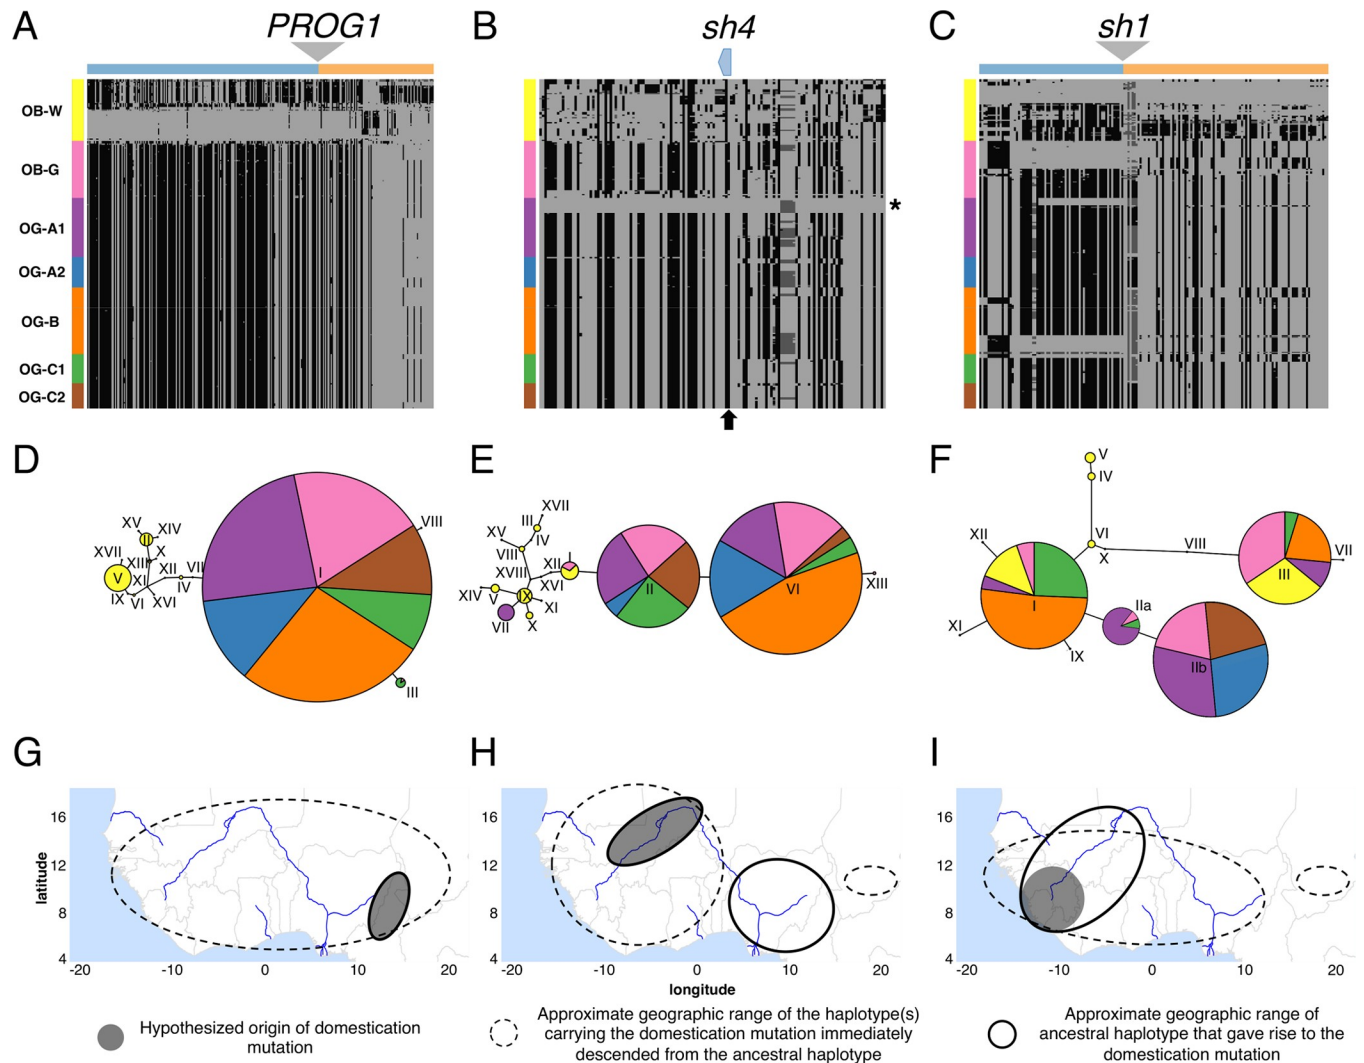 A
PROG1
B
sh4
C
sh1
OB-W
OB-G
OG-A1
OG-A2
OG-B
OG-C1
OG-C2
*
D
XV
XIV
II
XVII
XIII
X
V
XI
XII
VII
IX
VI
XVI
IV
I
VIII
III
E
XVII
III
XV
IV
VIII
I
XVIII
XII
XVI
XIV
V
IX
XI
VII
X
II
VI
XIII
F
V
IV
VI
X
VIII
VII
III
XII
I
XI
IX
IIa
IIb
G
latitude
16
12
8
4
-20
-10
0
10
20
H
16
12
8
4
-20
-10
0
10
20
longitude
I
16
12
8
4
-20
-10
0
10
20
Hypothesized origin of domestication
mutation
Approximate geographic range of the haplotype(s)
carrying the domestication mutation immediately
descended from the ancestral haplotype
Approximate geographic range of
ancestral haplotype that gave rise to the
domestication mutation